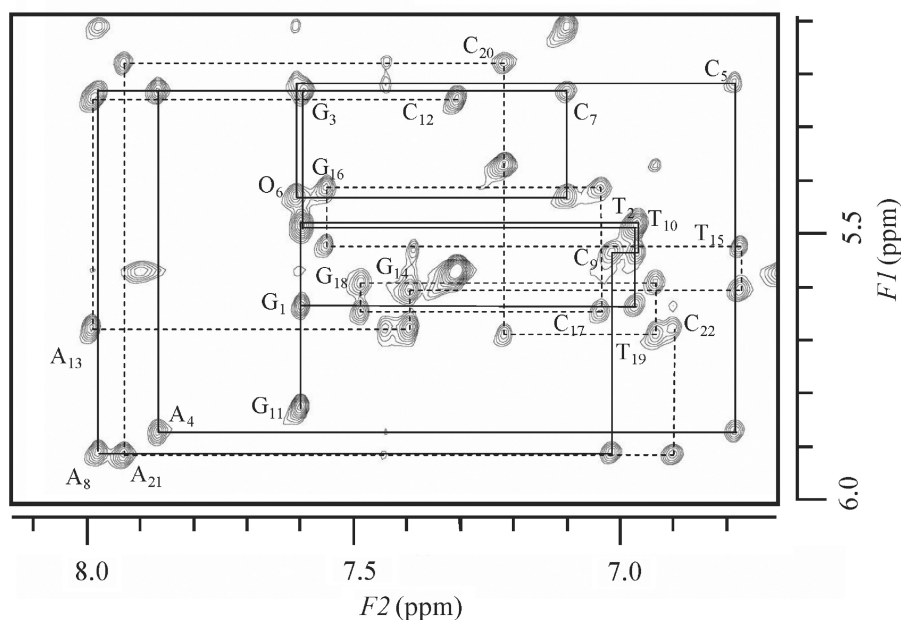 C20
C5
G3
C12
C7
G16
O6
T2
T10
T15
C9
G18
G14
G1
C17
C22
T19
A13
G11
A4
A8
A21
5.5
6.0
F1 (ppm)
8.0
7.5
7.0
F2 (ppm)